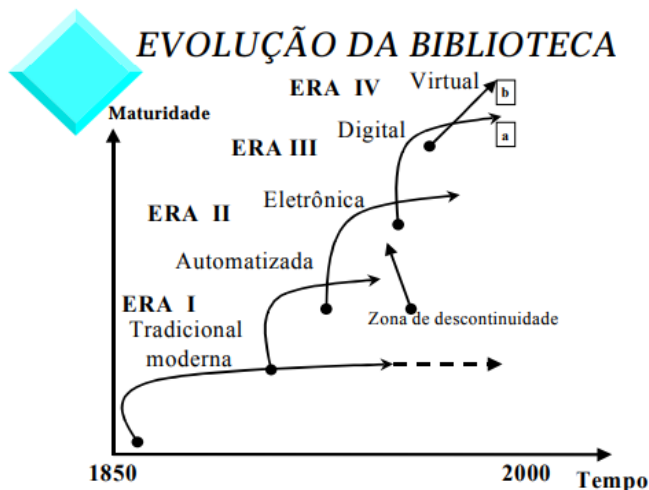 EVOLUÇÃO DA BIBLIOTECA
ERA IV
Virtual
b
Maturidade
Digital
a
ERA III
Eletrônica
ERA II
Automatizada
ERA I
Zona de descontinuidade
Tradicional
moderna
1850
2000
Tempo